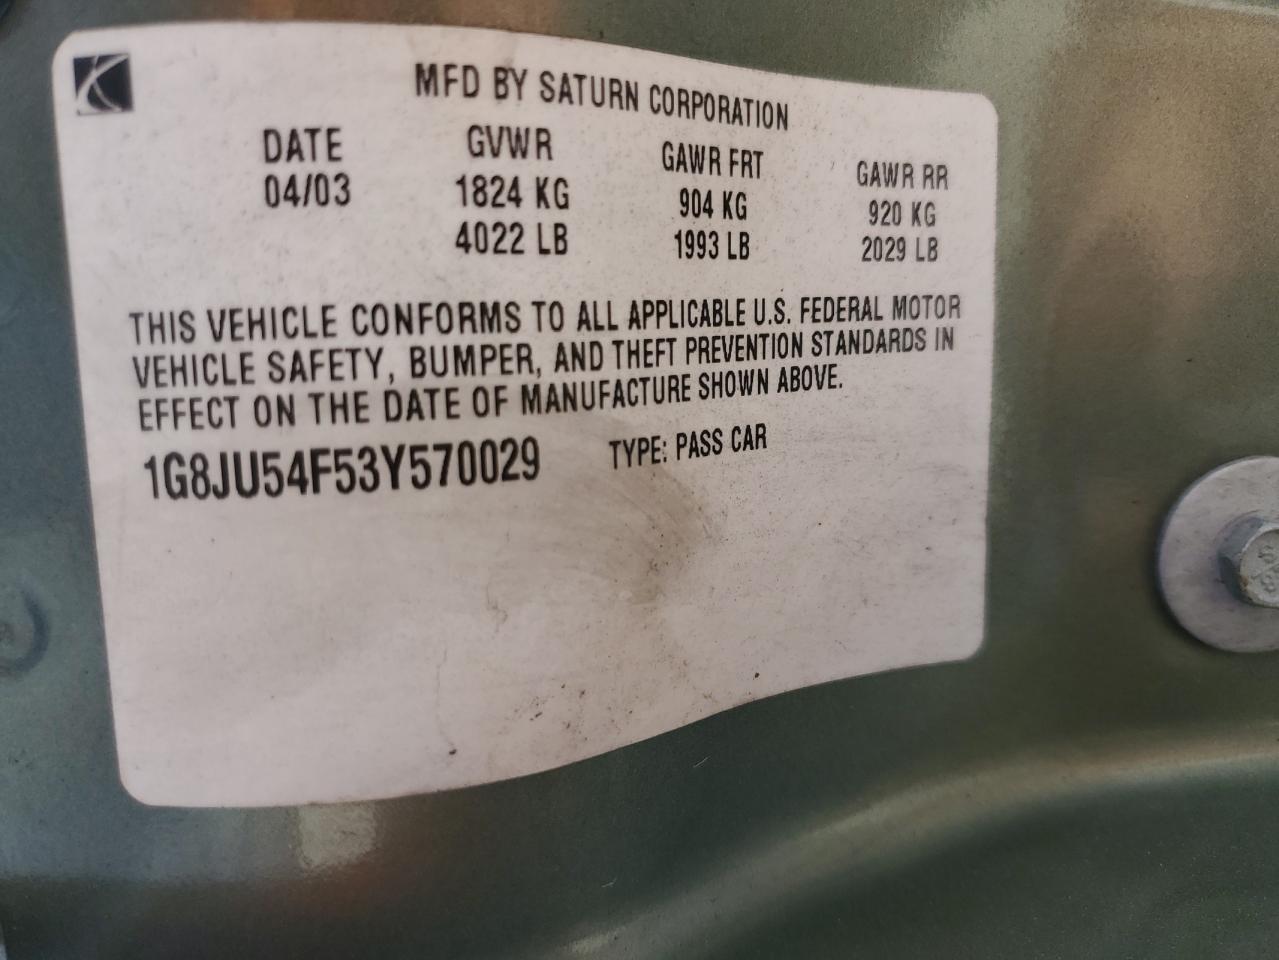 MFD BY SATURN CORPORATION
DATE GVWR GAWR FRT GAWR RR
04/03 1824 KG 904 KG 920 KG
4022 LB 1993 LB 2029 LB
THIS VEHICLE CONFORMS TO ALL APPLICABLE U.S. FEDERAL MOTOR
VEHICLE SAFETY, BUMPER, AND THEFT PREVENTION STANDARDS IN
EFFECT ON THE DATE OF MANUFACTURE SHOWN ABOVE.
1G8JU54F53Y570029 TYPE: PASS CAR